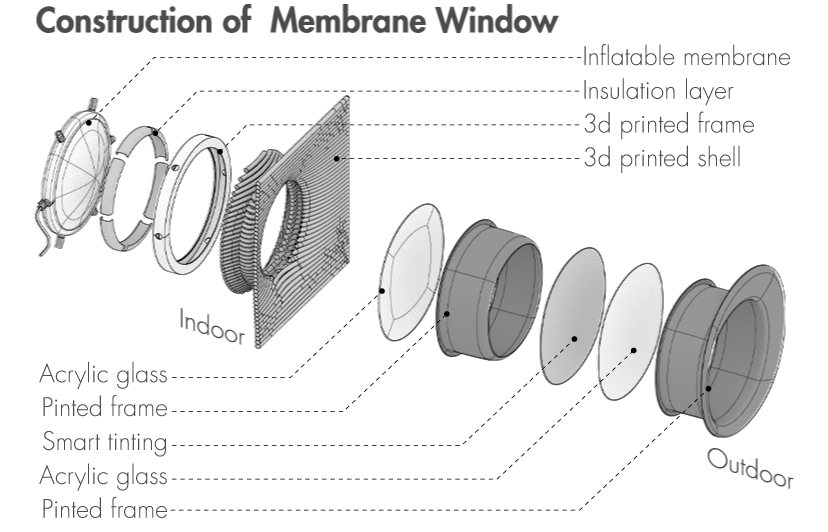 Construction of Membrane Window
Inflatable membrane
Insulation layer
3d printed frame
3d printed shell
Indoor
Acrylic glass
Pinted frame
Smart tinting
Acrylic glass
Pinted frame
Outdoor